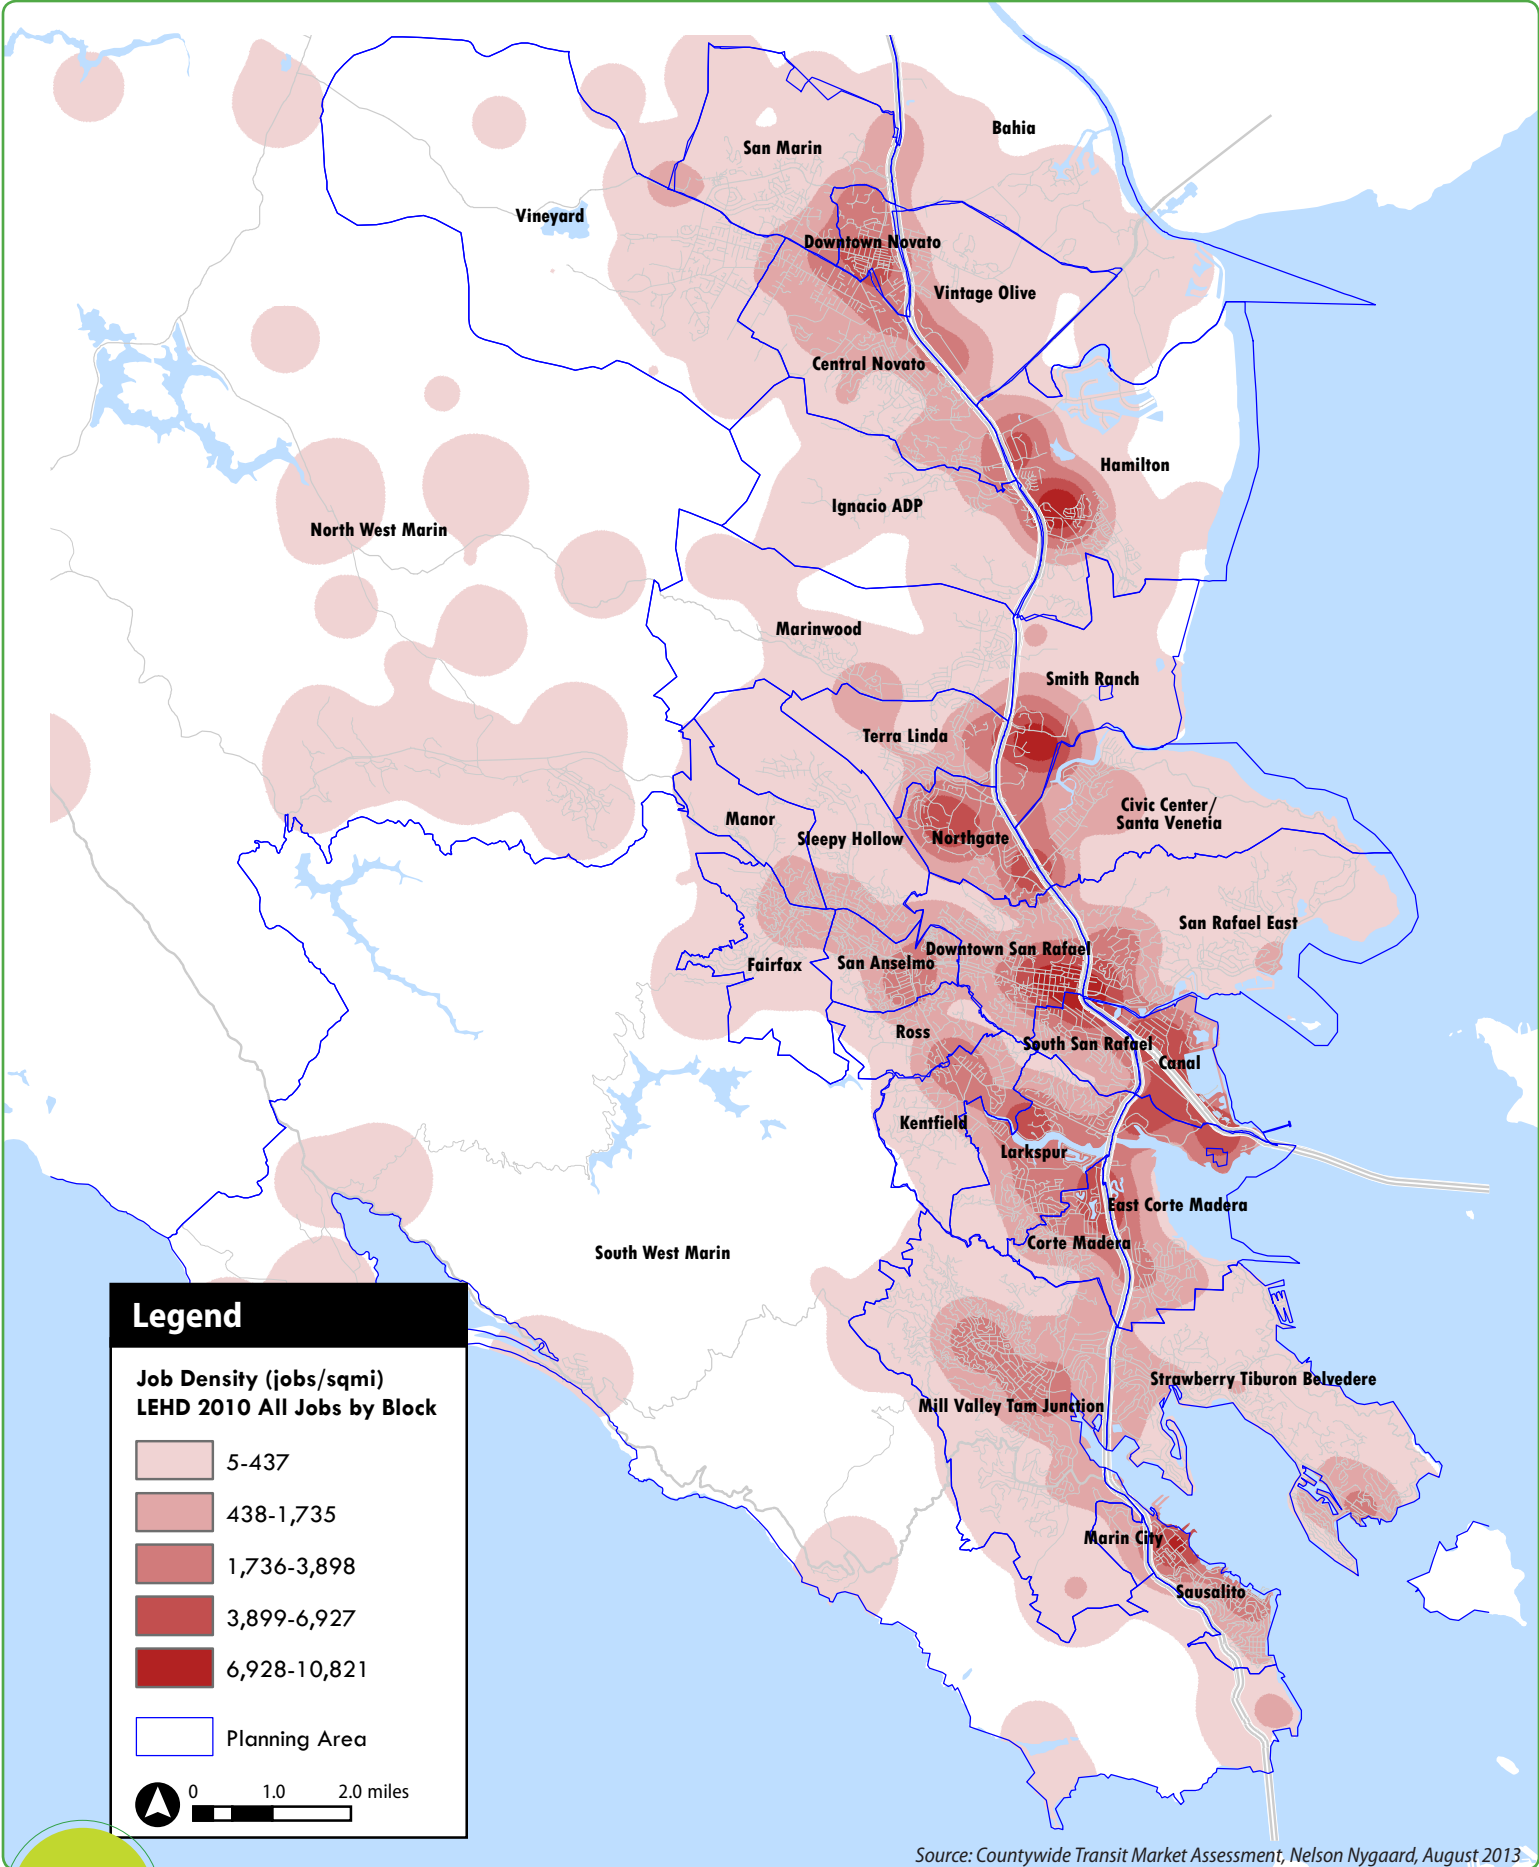 Bahia
San Marin
Vineyard
Downtown Novato
Vintage Olive
Central Novato
Hamilton
Ignacio ADP
North West Marin
Marinwood
Smith Ranch
Terra Linda
Civic Center/
Santa Venetia
Manor
Sleepy Hollow
Northgate
San Rafael East
Downtown San Rafael
Fairfax
San Anselmo
Ross
South San Rafael
Canal
Kentfield
Larkspur
East Corte Madera
Corte Madera
South West Marin
Strawberry Tiburon Belvedere
Mill Valley Tam Junction
Marin City
Sausalito
Legend
Job Density (jobs/sqmi)
LEHD 2010 All Jobs by Block
5-437
438-1,735
1,736-3,898
3,899-6,927
6,928-10,821
Planning Area
0 1.0 2.0 miles
Source: Countywide Transit Market Assessment, Nelson Nygaard, August 2013